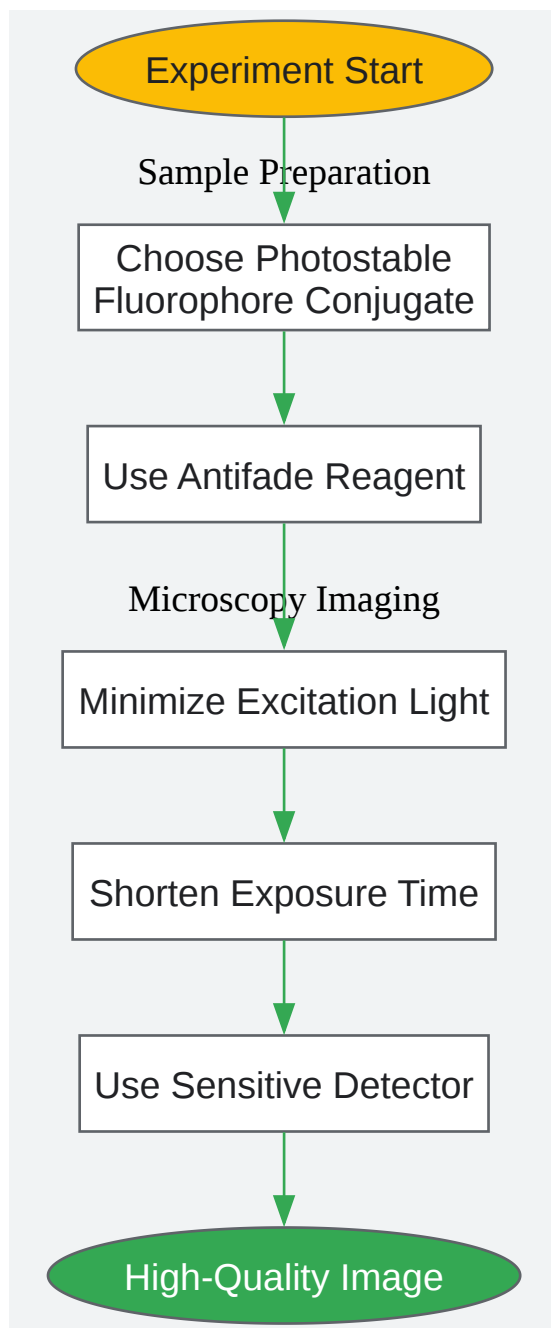 Experiment Start
Sample Preparation
Choose Photostable
Fluorophore Conjugate
Use Antifade Reagent
Microscopy Imaging
Minimize Excitation Light
Shorten Exposure Time
Use Sensitive Detector
High-Quality Image